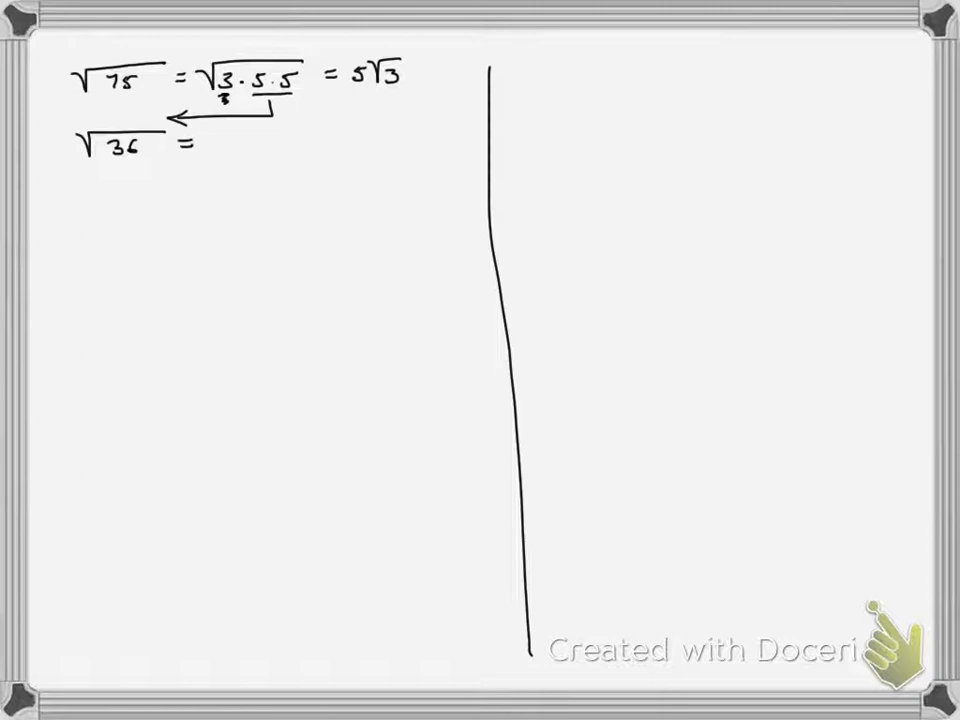 √75 = √3·5·5 = 5√3
√36 =
Created with Doceri